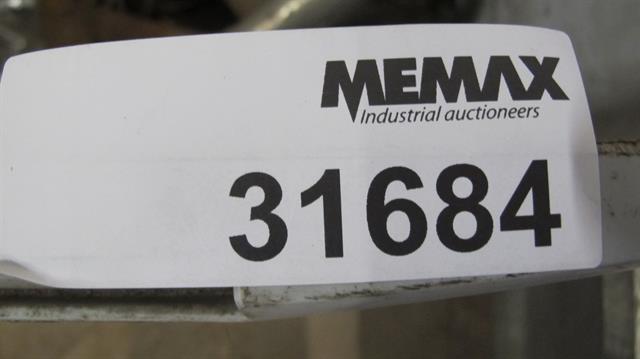 MEMAX
Industrial auctioneers
31684